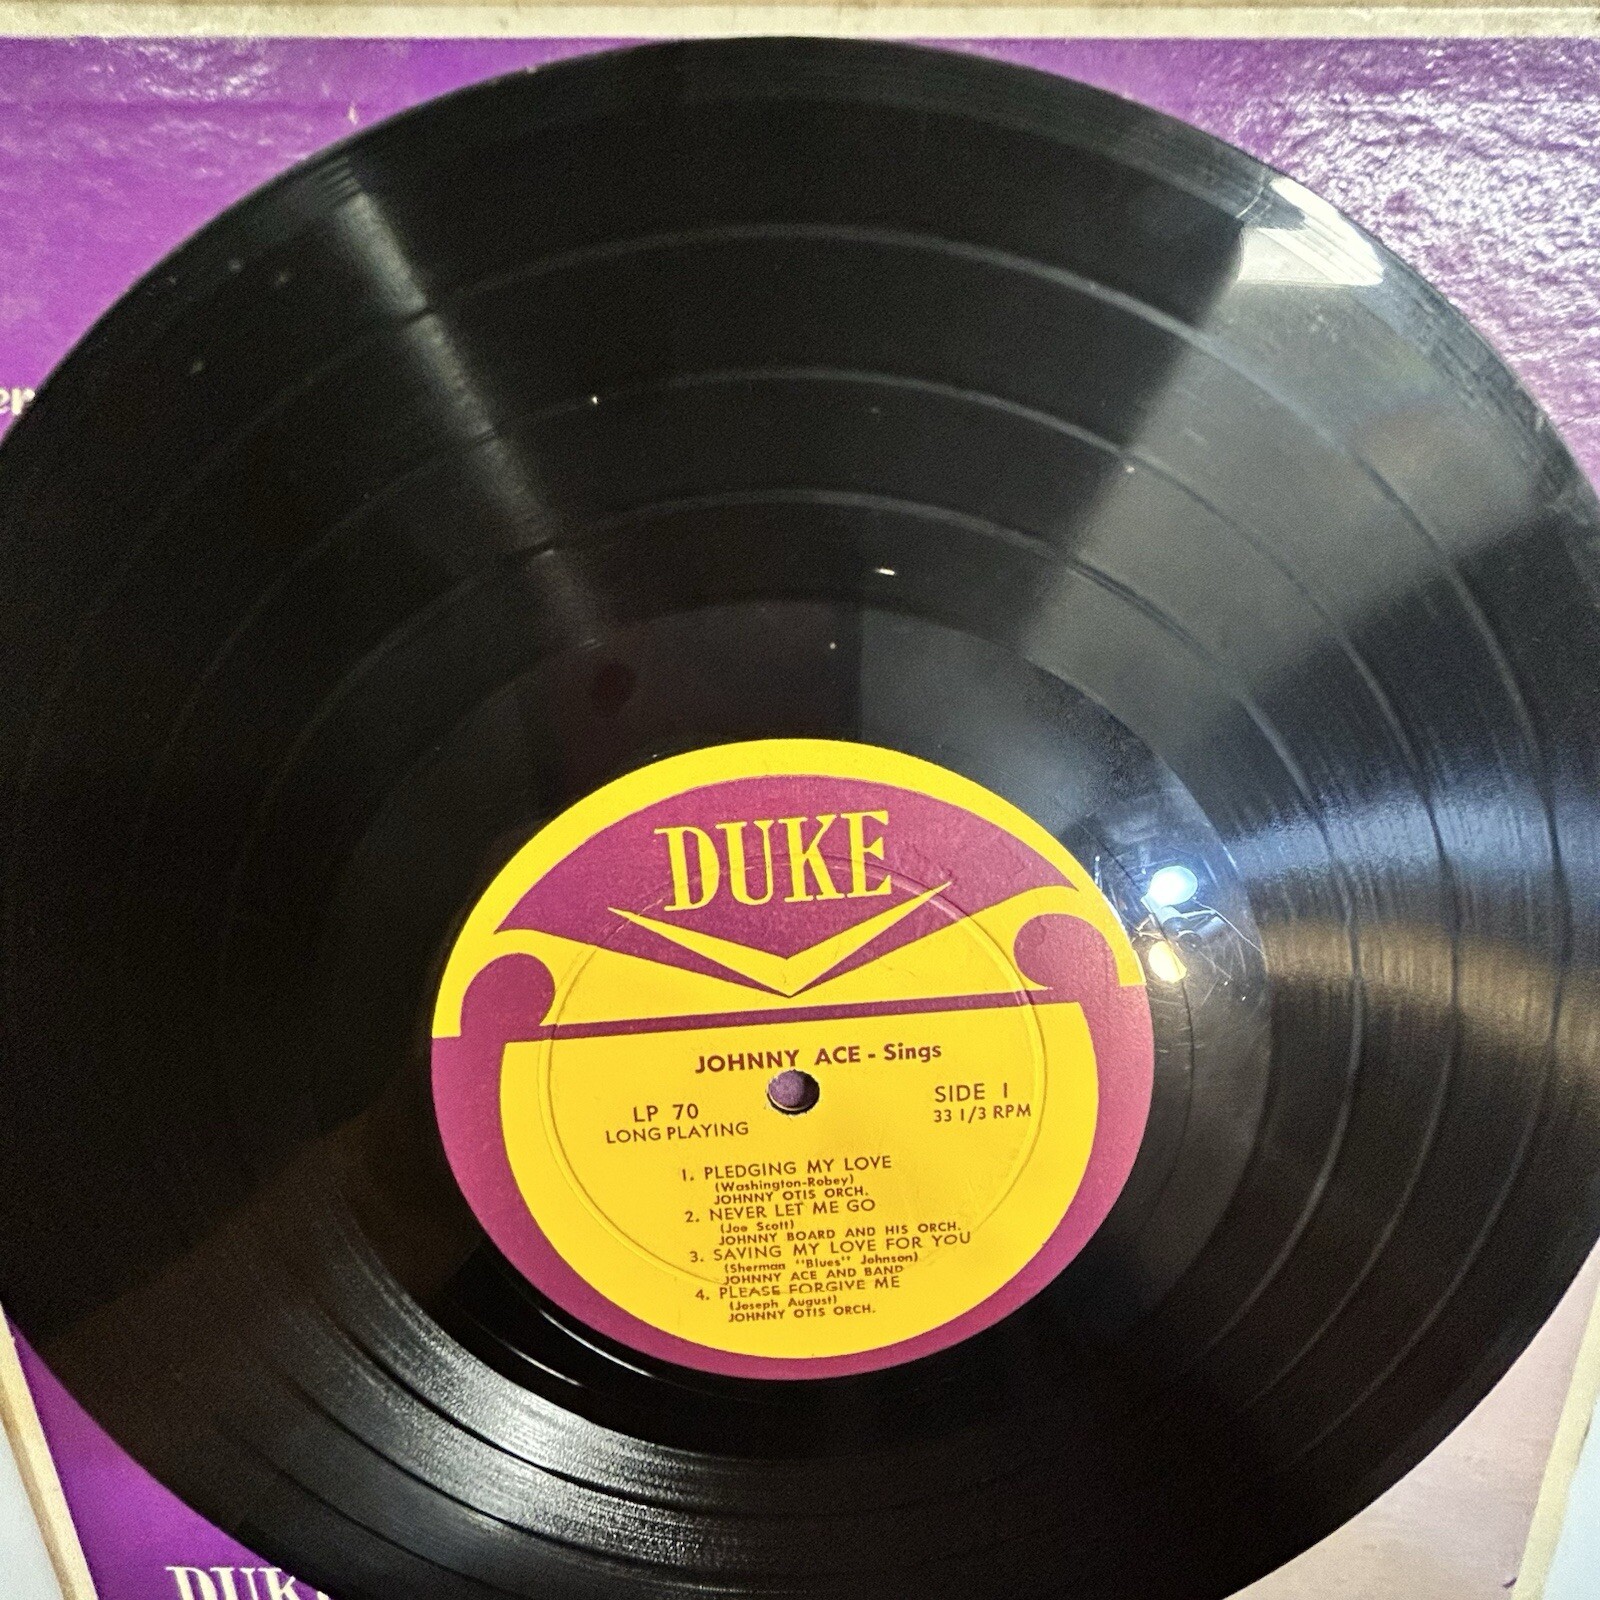 DUKE
JOHNNY ACE - Sings
LP 70
LONG PLAYING
SIDE 1
33 1/3 RPM
1. PLEDGING MY LOVE
(Washington-Robey)
JOHNNY OTIS ORCH.
2. NEVER LET ME GO
(Joe Scott)
JOHNNY BOARD AND HIS ORCH.
3. SAVING MY LOVE FOR YOU
(Sherman "Blues" Johnson)
JOHNNY ACE AND BAND
4. PLEASE FORGIVE ME
(Joseph August)
JOHNNY OTIS ORCH.